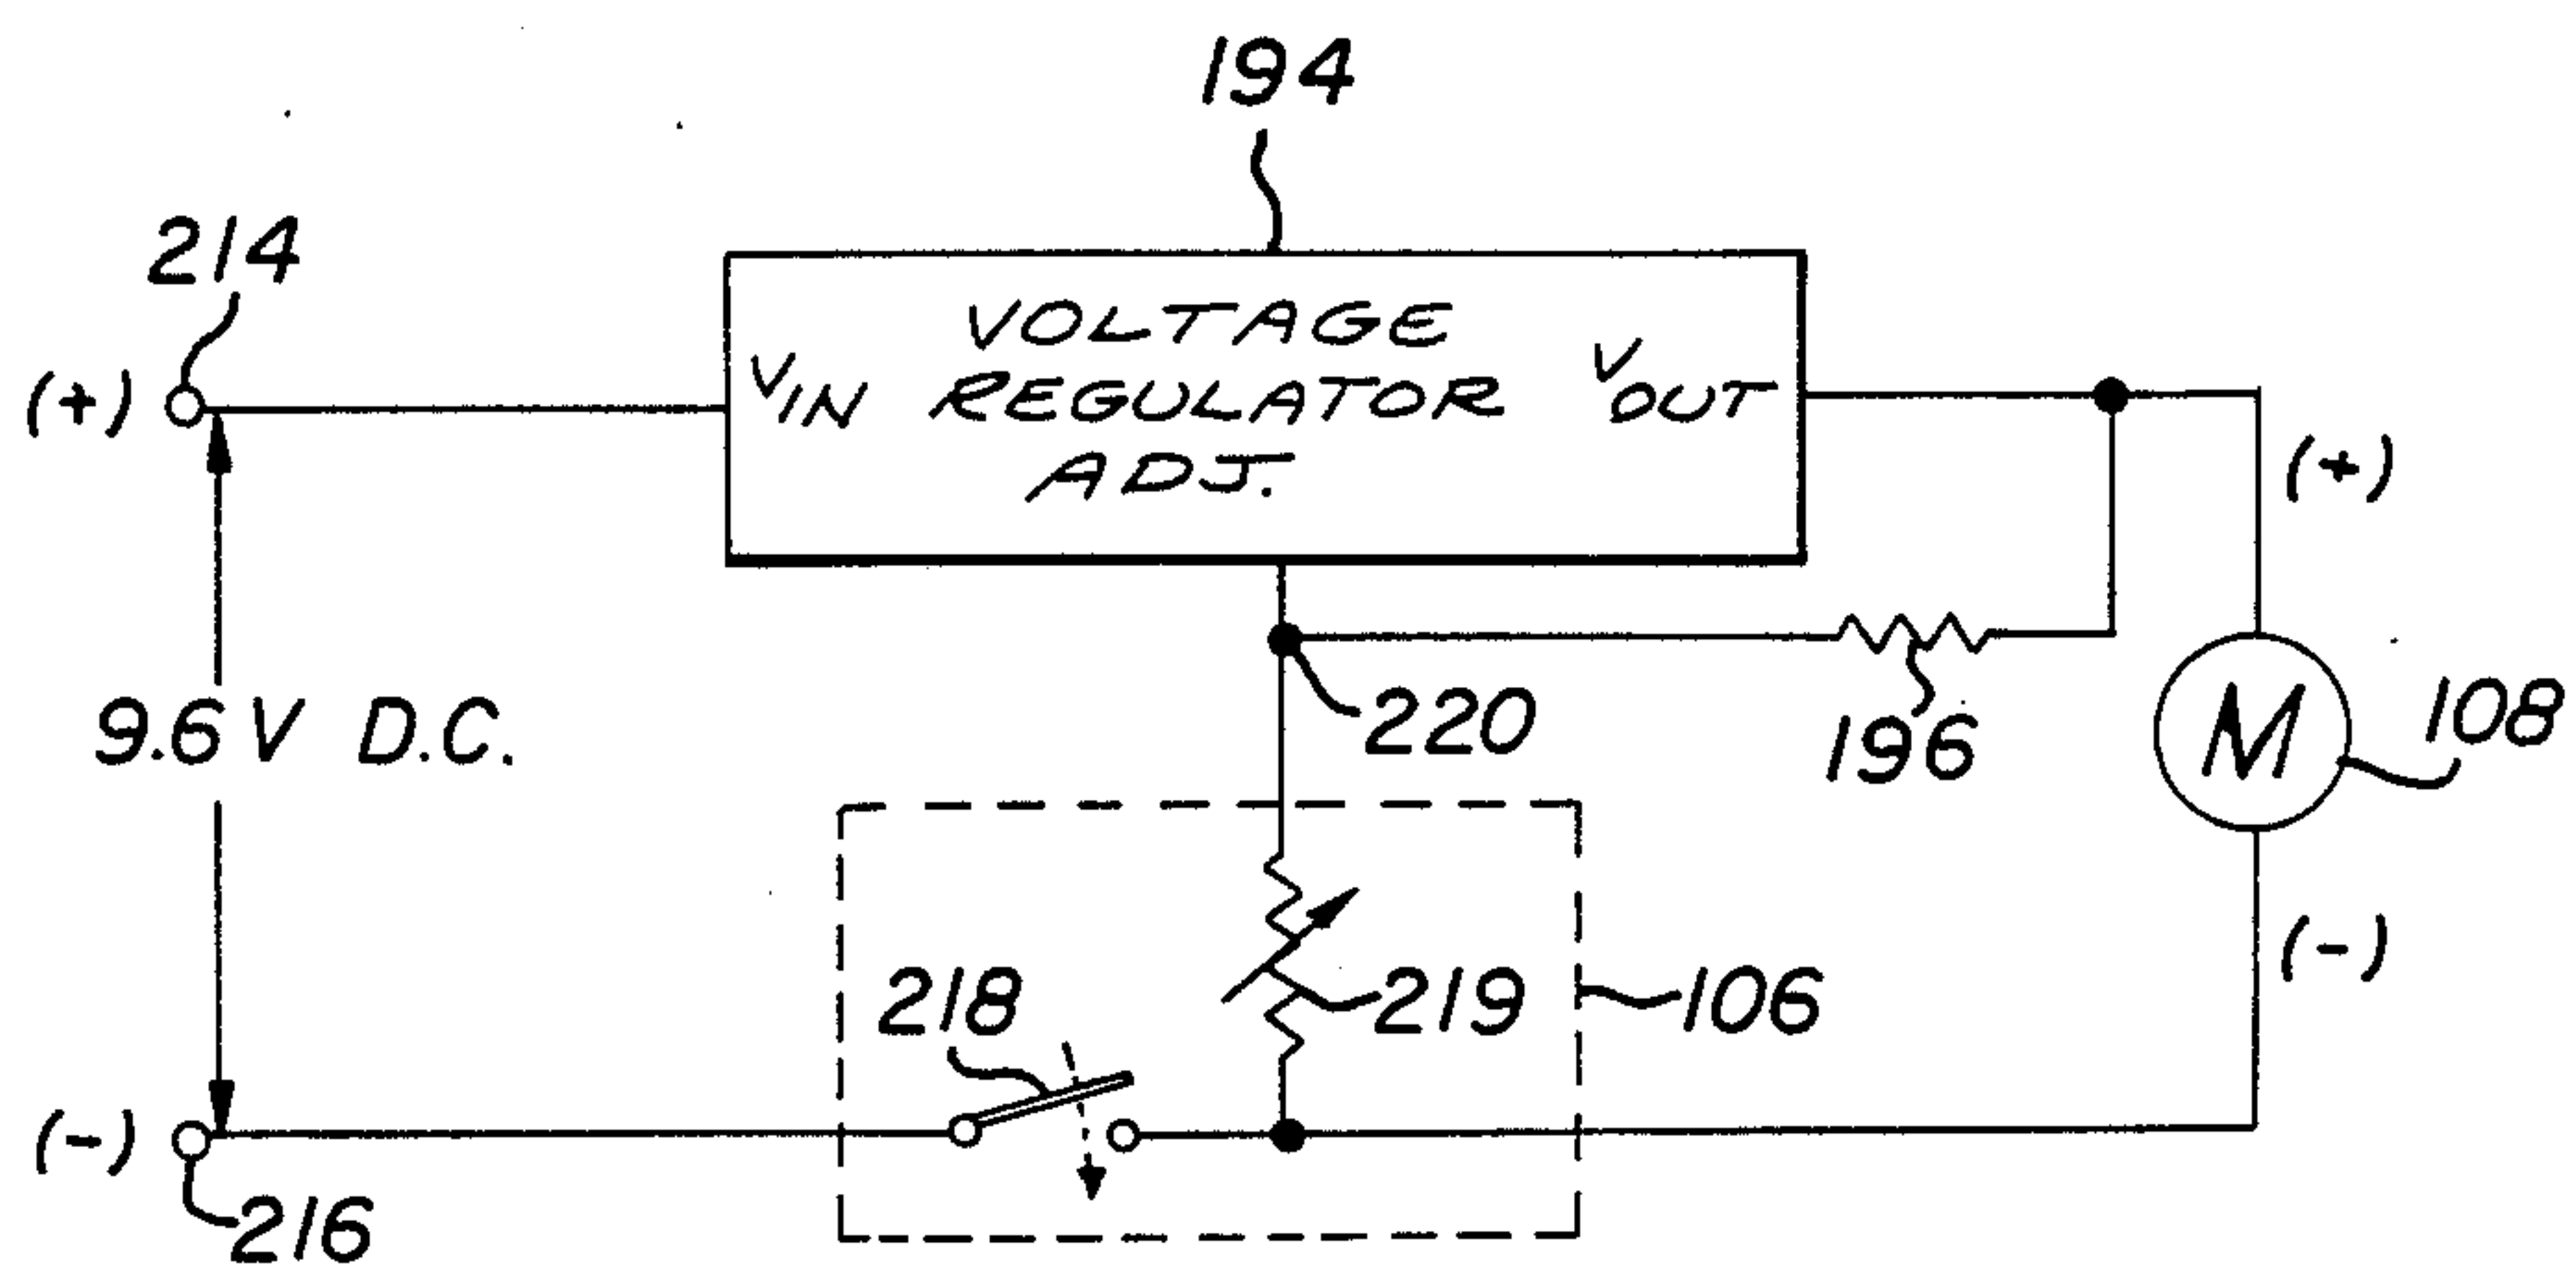 194
214
(+)
VOLTAGE
VIN REGULATOR VOUT
ADJ.
(+)
9.6 V D.C.
220
196
M
108
218
219
106
(-)
(-)
216